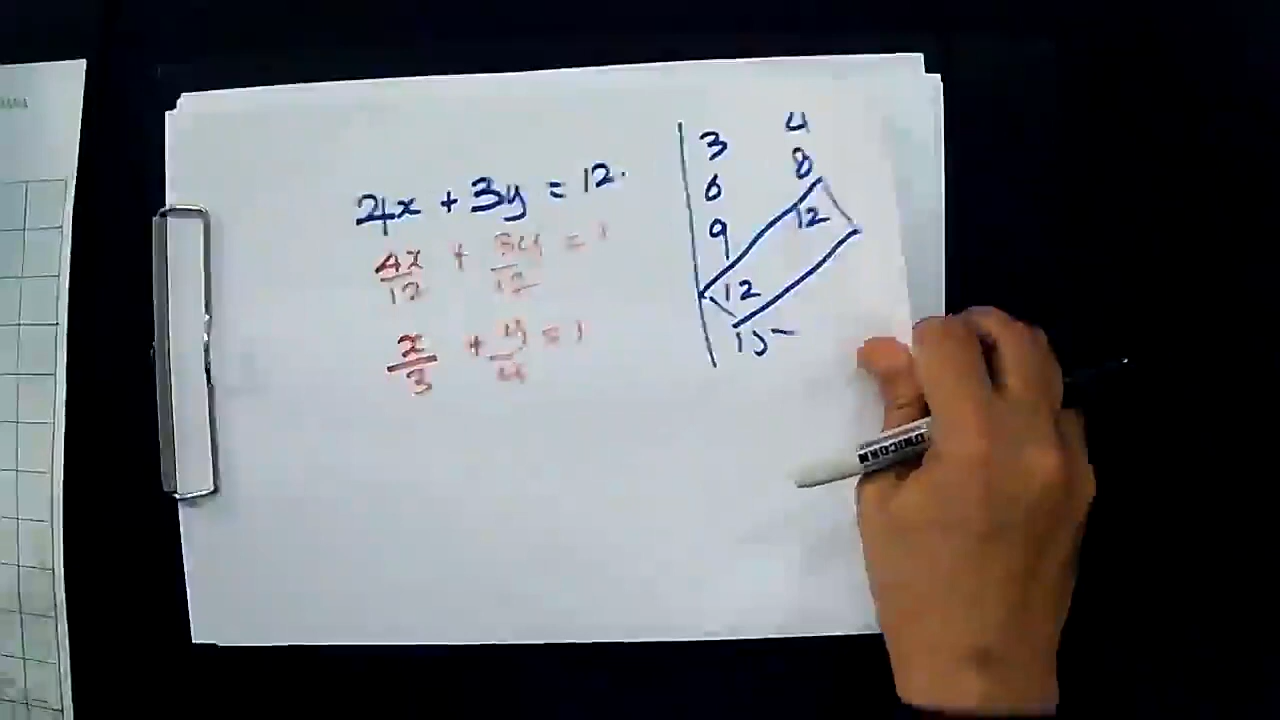 4x + 3y = 12.
4x/12 + 3y/12 = 1
x/3 + y/4 = 1
3 4
6 8
9 12
12
15
UNICORN